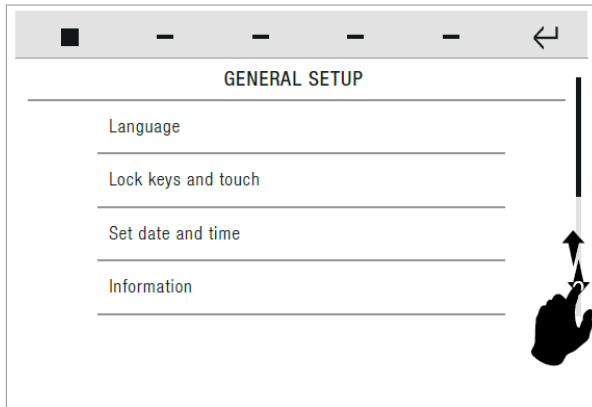 GENERAL SETUP
Language
Lock keys and touch
Set date and time
Information